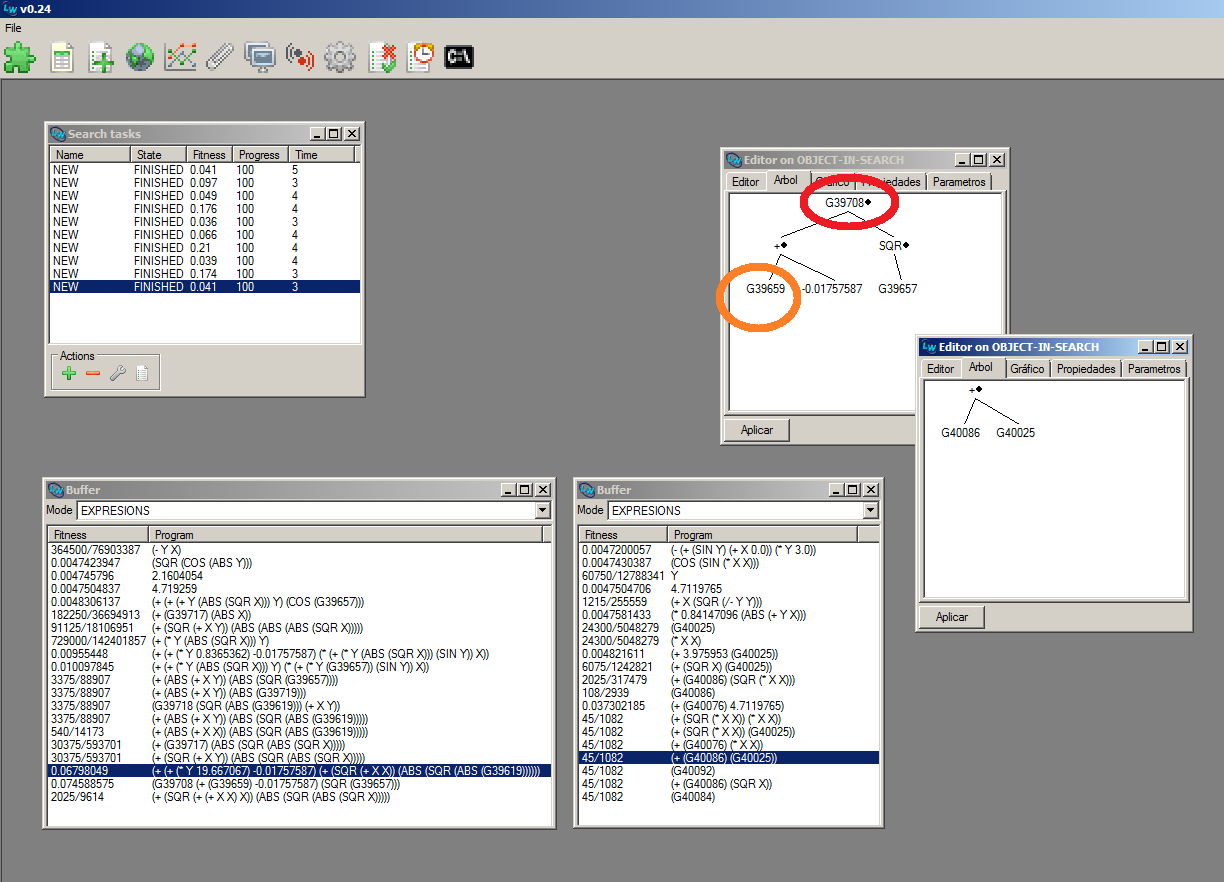 v0.24
File
C:\
Search tasks
Name State Fitness Progress Time
NEW FINISHED 0.041 100 5
NEW FINISHED 0.097 100 3
NEW FINISHED 0.049 100 4
NEW FINISHED 0.176 100 4
NEW FINISHED 0.036 100 3
NEW FINISHED 0.066 100 4
NEW FINISHED 0.21 100 4
NEW FINISHED 0.039 100 4
NEW FINISHED 0.174 100 3
NEW FINISHED 0.041 100 3
Actions
Editor on OBJECT-IN-SEARCH
Editor Arbol Gráfico Propiedades Parametros
G39708
+ SQR
G39659 -0.01757587 G39657
Aplicar
Editor on OBJECT-IN-SEARCH
Editor Arbol Gráfico Propiedades Parametros
+
G40086 G40025
Aplicar
Buffer
Mode EXPRESIONS
Fitness Program
364500/76903387 (- Y X)
0.0047423947 (SQR (COS (ABS Y)))
0.004745796 2.1604054
0.0047504837 4.719259
0.0048306137 (+ (+ (+ Y (ABS (SQR X))) Y) (COS (G39657)))
182250/36694913 (+ (G39717) (ABS X))
91125/18106951 (+ (SQR (+ X Y)) (ABS (ABS (ABS (SQR X)))))
729000/142401857 (+ (* Y (ABS (SQR X))) Y)
0.00955448 (+ (+ (* Y 0.8365362) -0.01757587) (* (+ (* Y (ABS (SQR X))) (SIN Y)) X))
0.010097845 (+ (+ (* Y (ABS (SQR X))) Y) (* (+ (* Y (G39657)) (SIN Y)) X))
3375/88907 (+ (ABS (+ X Y)) (ABS (SQR (G39657))))
3375/88907 (+ (ABS (+ X Y)) (ABS (G39719)))
3375/88907 (G39718 (SQR (ABS (G39619))) (+ X Y))
3375/88907 (+ (ABS (+ X Y)) (ABS (SQR (ABS (G39619)))))
540/14173 (+ (ABS (+ X X)) (ABS (SQR (ABS (G39619)))))
30375/593701 (+ (G39717) (ABS (SQR (ABS (SQR X)))))
30375/593701 (+ (SQR (+ X Y)) (ABS (SQR (ABS (SQR X)))))
0.06798049 (+ (+ (* Y 19.667067) -0.01757587) (+ (SQR (+ X X)) (ABS (SQR (ABS (G39619))))))
0.074588575 (G39708 (+ (G39659) -0.01757587) (SQR (G39657)))
2025/9614 (+ (SQR (+ (+ X X) X)) (ABS (SQR (ABS (SQR X)))))
Buffer
Mode EXPRESIONS
Fitness Program
0.0047200057 (- (+ (SIN Y) (+ X 0.0)) (* Y 3.0))
0.0047430387 (COS (SIN (* X X)))
60750/12788341 Y
0.0047504706 4.7119765
1215/255559 (+ X (SQR (/- Y Y)))
0.0047581433 (* 0.84147096 (ABS (+ Y X)))
24300/5048279 (G40025)
24300/5048279 (* X X)
0.004821611 (+ 3.975953 (G40025))
6075/1242821 (+ (SQR X) (G40025))
2025/317479 (+ (G40086) (SQR (* X X)))
108/2939 (G40086)
0.037302185 (+ (G40076) 4.7119765)
45/1082 (+ (SQR (* X X)) (* X X))
45/1082 (+ (SQR (* X X)) (G40025))
45/1082 (+ (G40076) (* X X))
45/1082 (+ (G40086) (G40025))
45/1082 (G40092)
45/1082 (+ (G40086) (SQR X))
45/1082 (G40084)